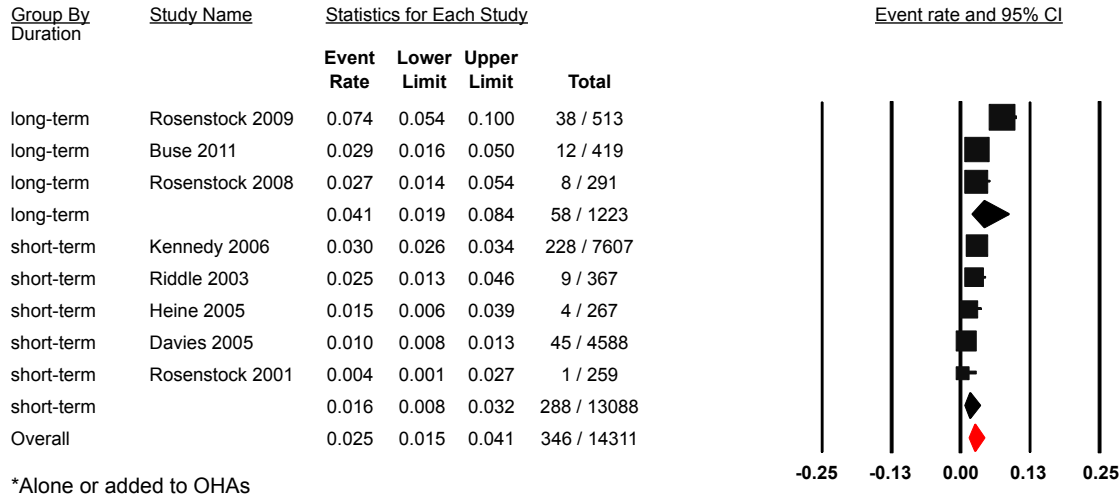 Group By Duration Study Name Statistics for Each Study Event rate and 95% CI
Event Rate Lower Limit Upper Limit Total
long-term Rosenstock 2009 0.074 0.054 0.100 38 / 513
long-term Buse 2011 0.029 0.016 0.050 12 / 419
long-term Rosenstock 2008 0.027 0.014 0.054 8 / 291
long-term 0.041 0.019 0.084 58 / 1223
short-term Kennedy 2006 0.030 0.026 0.034 228 / 7607
short-term Riddle 2003 0.025 0.013 0.046 9 / 367
short-term Heine 2005 0.015 0.006 0.039 4 / 267
short-term Davies 2005 0.010 0.008 0.013 45 / 4588
short-term Rosenstock 2001 0.004 0.001 0.027 1 / 259
short-term 0.016 0.008 0.032 288 / 13088
Overall 0.025 0.015 0.041 346 / 14311
-0.25 -0.13 0.00 0.13 0.25
*Alone or added to OHAs